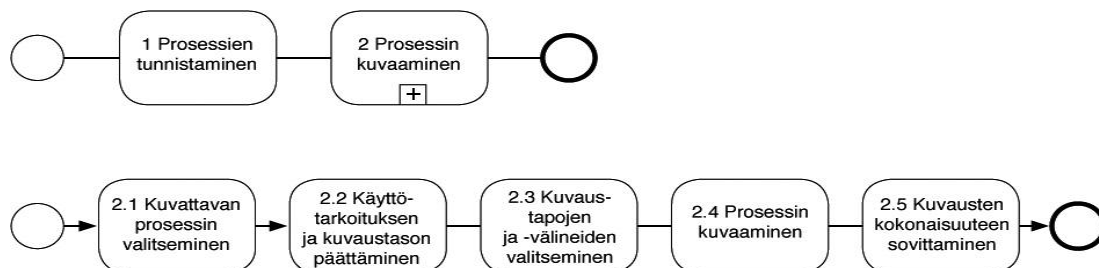 1 Prosessien
tunnistaminen
2 Prosessin
kuvaaminen
2.1 Kuvattavan
prosessin
valitseminen
2.2 Käyttö-
tarkoituksen
ja kuvaustason
päättäminen
2.3 Kuvaus-
tapojen
ja -välineiden
valitseminen
2.4 Prosessin
kuvaaminen
2.5 Kuvausten
kokonaisuuteen
sovittaminen